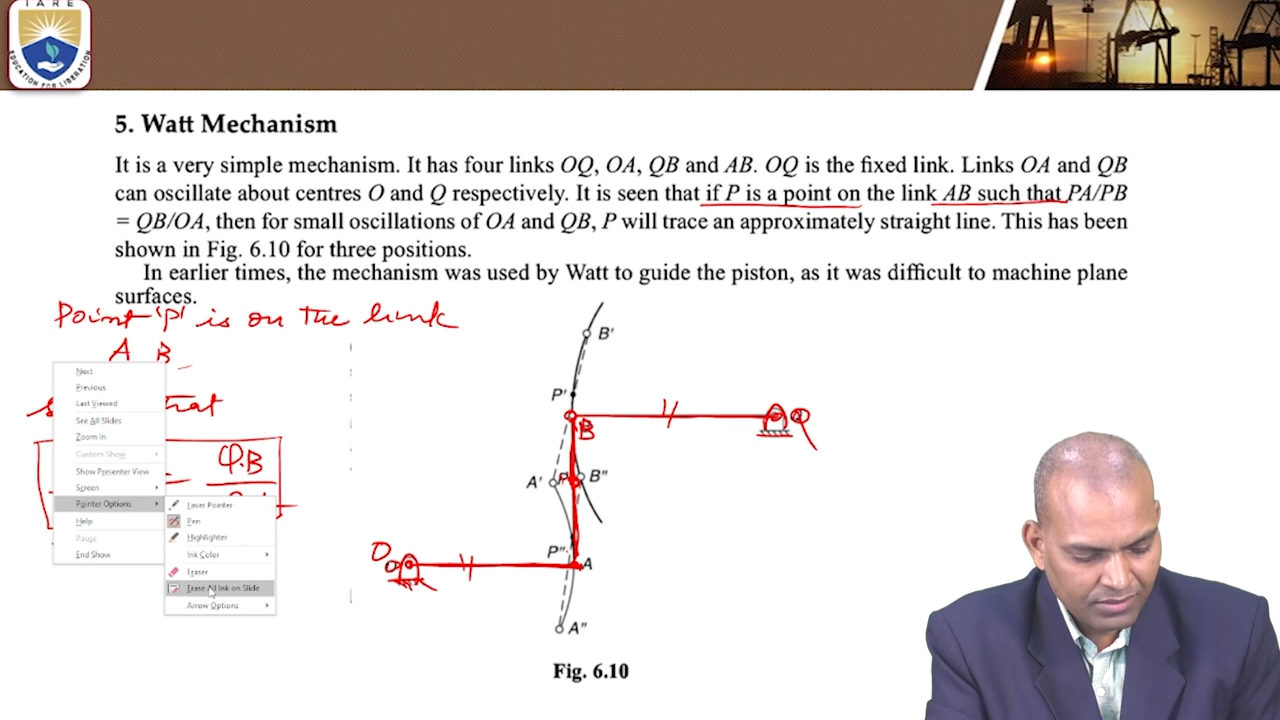 IARE
EDUCATION FOR LIBERATION
5. Watt Mechanism
It is a very simple mechanism. It has four links OQ, OA, QB and AB. OQ is the fixed link. Links OA and QB
can oscillate about centres O and Q respectively. It is seen that if P is a point on the link AB such that PA/PB
= QB/OA, then for small oscillations of OA and QB, P will trace an approximately straight line. This has been
shown in Fig. 6.10 for three positions.
In earlier times, the mechanism was used by Watt to guide the piston, as it was difficult to machine plane
surfaces.
Point 'P' is on the link
A B
that
QB
Next
Previous
Last Viewed
See All Slides
Zoom In
Custom Show
Show Presenter View
Screen
Pointer Options
Help
Pause
End Show
Laser Pointer
Pen
Highlighter
Ink Color
Eraser
Erase All Ink on Slide
Arrow Options
B'
P'
B
Q
A'
P
B"
O
P"
A
A"
Fig. 6.10